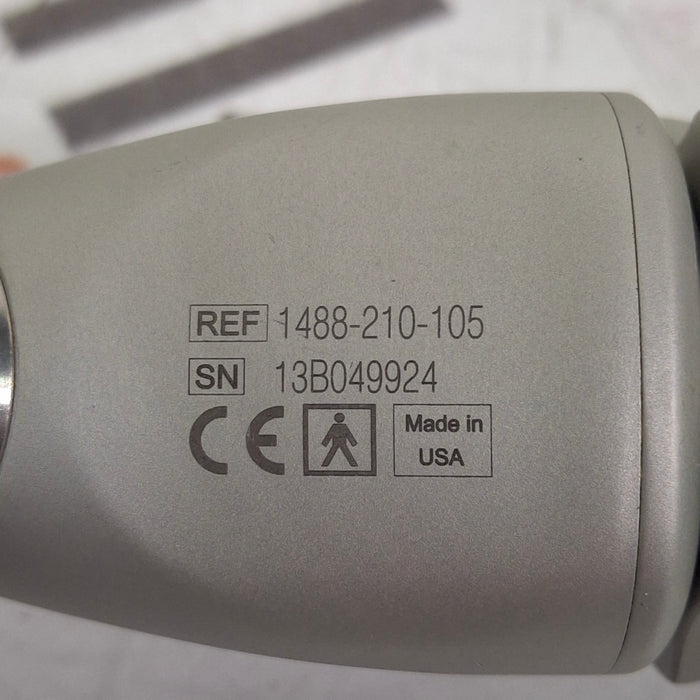 REF 1488-210-105
SN 13B049924
CE
Made in
USA